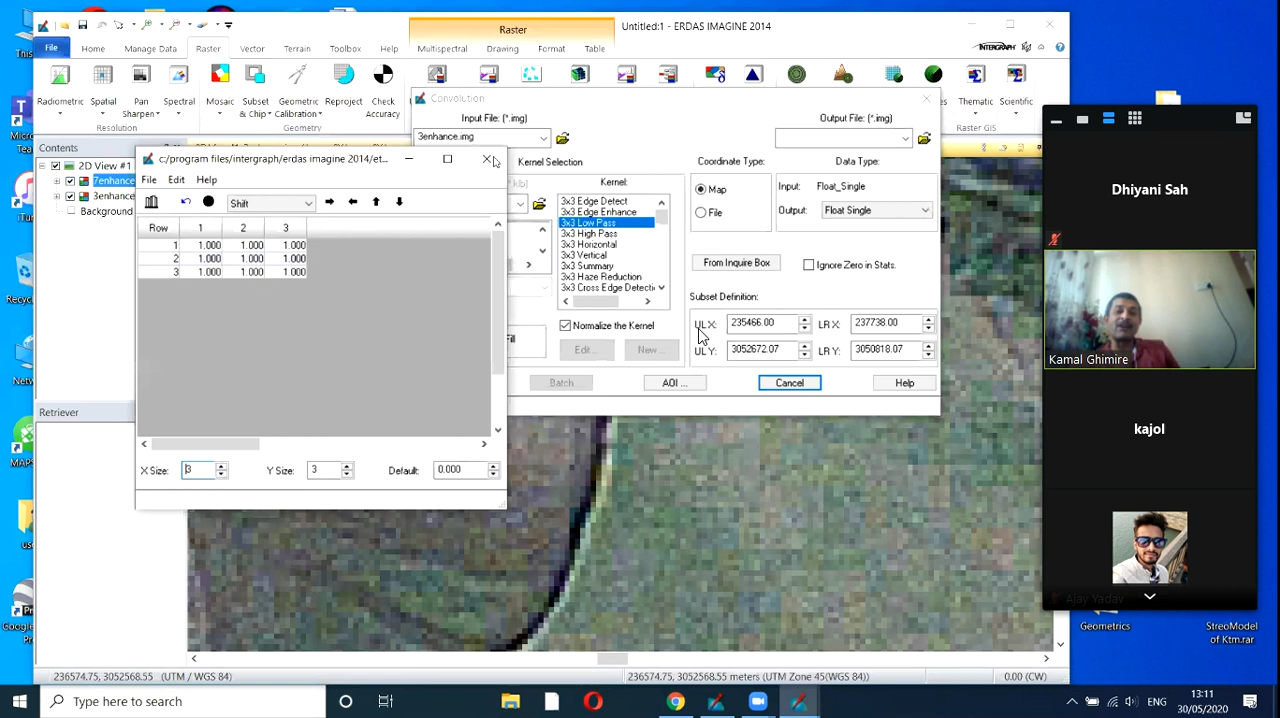 Raster
Untitled:1 - ERDAS IMAGINE 2014
File
Home
Manage Data
Raster
Vector
Terrain
Toolbox
Help
Multispectral
Drawing
Format
Table
INTERGRAPH
Radiometric
Spatial
Pan
Sharpen
Spectral
Mosaic
Subset
& Chip
Geometric
Calibration
Reproject
Check
Accuracy
Thematic
Scientific
Resolution
Geometry
Raster GIS
Contents
2D View #1
7enhance
3enhance
Background
Retriever
c/program files/intergraph/erdas imagine 2014/et...
File
Edit
Help
Shift
Row 1 2 3
1 1.000 1.000 1.000
2 1.000 1.000 1.000
3 1.000 1.000 1.000
X Size: 3
Y Size: 3
Default: 0.000
Convolution
Input File: (*.img)
Output File: (*.img)
3enhance.img
Kernel Selection
Kernel:
3x3 Edge Detect
3x3 Edge Enhance
3x3 Low Pass
3x3 High Pass
3x3 Horizontal
3x3 Vertical
3x3 Summary
3x3 Haze Reduction
3x3 Cross Edge Detecti
Normalize the Kernel
Edit...
New...
Fill
Coordinate Type:
Map
File
Data Type:
Input: Float_Single
Output: Float Single
From Inquire Box
Ignore Zero in Stats.
Subset Definition:
UL X: 235466.00
LR X: 237738.00
UL Y: 3052672.07
LR Y: 3050818.07
Batch
AOI ...
Cancel
Help
236574.75, 3052568.55 (UTM / WGS 84)
236574.75, 3052568.55 meters (UTM Zone 45(WGS 84))
0.00 (CW)
Dhiyani Sah
Kamal Ghimire
kajol
Ajay Yadav
Geometrics
StreoModel
of Ktm.rar
Type here to search
ENG
13:11
30/05/2020